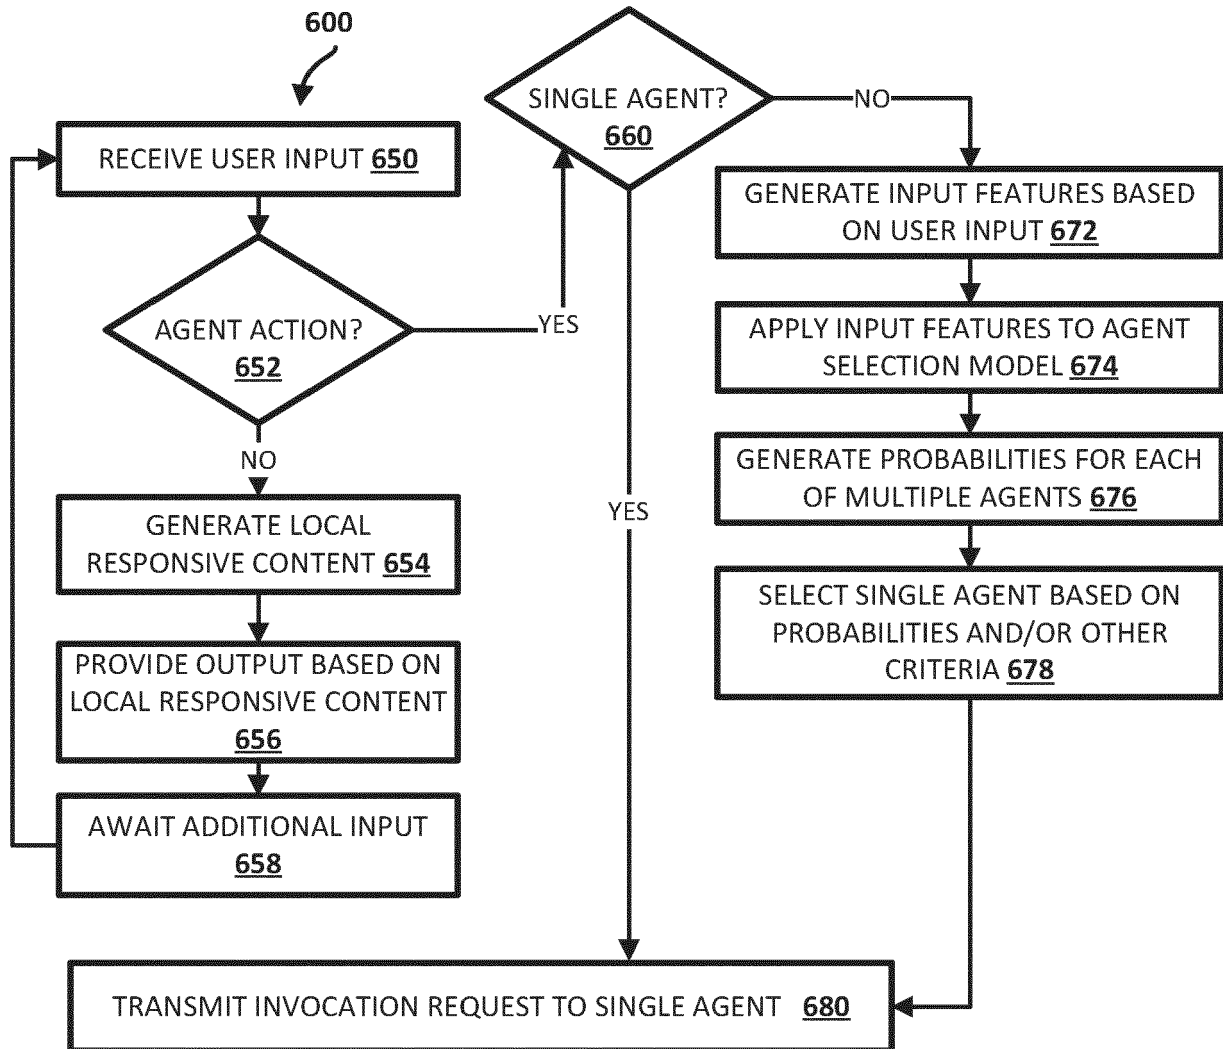 600
RECEIVE USER INPUT 650
AGENT ACTION?
652
YES
NO
GENERATE LOCAL
RESPONSIVE CONTENT 654
PROVIDE OUTPUT BASED ON
LOCAL RESPONSIVE CONTENT
656
AWAIT ADDITIONAL INPUT
658
SINGLE AGENT?
660
NO
YES
GENERATE INPUT FEATURES BASED
ON USER INPUT 672
APPLY INPUT FEATURES TO AGENT
SELECTION MODEL 674
GENERATE PROBABILITIES FOR EACH
OF MULTIPLE AGENTS 676
SELECT SINGLE AGENT BASED ON
PROBABILITIES AND/OR OTHER
CRITERIA 678
TRANSMIT INVOCATION REQUEST TO SINGLE AGENT 680